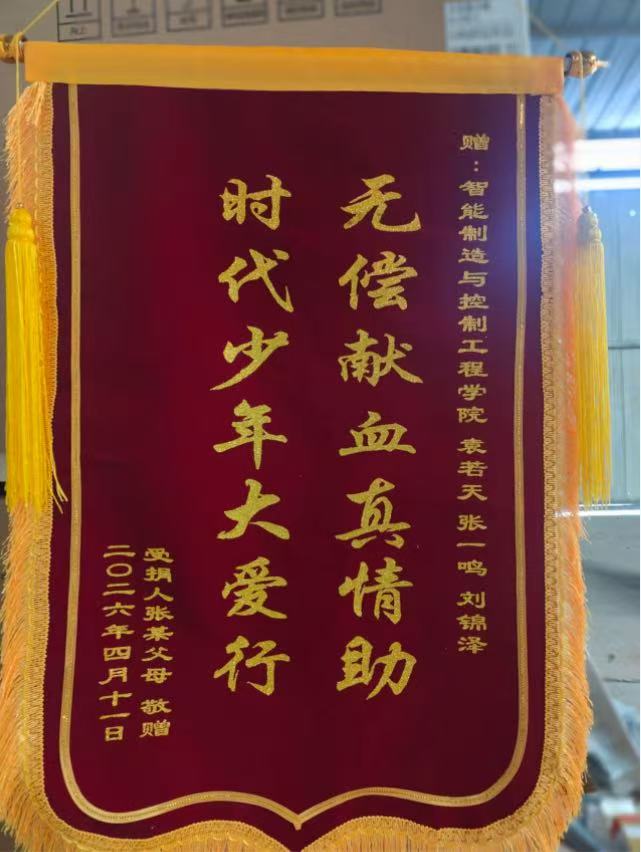 赠：智能制造与控制工程学院 袁若天 张一鸣 刘锦泽
无偿献血真情助
时代少年大爱行
受捐人张某父母 敬赠
二〇二六年四月十一日
向上